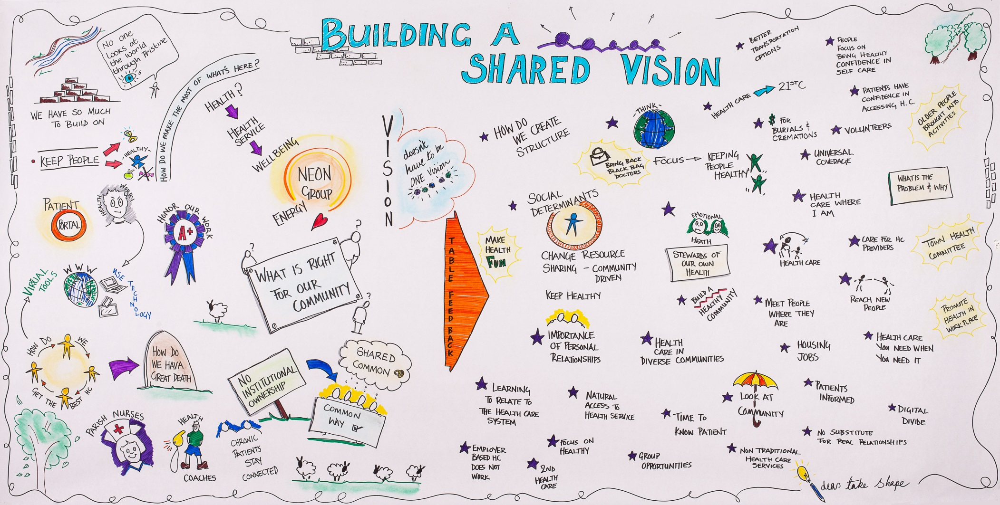 BUILDING A
SHARED VISION
No one
Looks at
the world
through Pristine
's
WE HAVE SO MUCH
TO BUILD ON
HOW DO WE MAKE THE MOST OF WHAT'S HERE?
KEEP PEOPLE
-HEALTHY-
HEALTH?
HEALTH
SERVICE
WELLBEING
NEON
GROUP
ENERGY
PATIENT
PORTAL
HEALTH
WORRY
HONOR OUR
WORK
A+
VIRTUAL
TOOLS
WWW
USE
TECHNOLOGY
WHAT IS RIGHT
FOR OUR
COMMUNITY
?
?
?
HOW DO WE
GET THE BEST HC
HOW DO
WE HAVA
GREAT DEATH
NO
INSTITUTIONAL
OWNERSHIP
SHARED
COMMON
COMMON
WAY
PARISH NURSES
HEALTH
COACHES
CHRONIC
PATIENTS
STAY
CONNECTED
VISION
doesn't
have to be
ONE Vision
TABLE FEED BACK
HOW DO
WE CREATE
STRUCTURE
-THINK-
BRING BACK
BLACK BAG
DOCTORS
FOCUS
KEEPING
PEOPLE
HEALTHY
HEALTH CARE
21ST C
BETTER
TRANSPORTATION
OPTIONS
PEOPLE
FOCUS ON
BEING HEALTHY
CONFIDENCE IN
SELF CARE
PATIENTS HAVE
CONFIDENCE IN
ACCESSING H.C.
OLDER PEOPLE
BROUGHT INTO
ACTIVITIES
$ FOR
BURIALS &
CREMATIONS
VOLUNTEERS
UNIVERSAL
COVERAGE
WHAT IS THE
PROBLEM & WHY
HEALTH
CARE WHERE
I AM
MAKE
HEALTH
FUN
SOCIAL
DETERMINANTS
CHANGE RESOURCE
SHARING - COMMUNITY
DRIVEN
KEEP HEALTHY
IMPORTANCE
OF PERSONAL
RELATIONSHIPS
EMOTIONAL
HEATH
STEWARDS OF
OUR OWN
HEALTH
BUILD A
HEALTHY
COMMUNITY
HEALTH CARE
CARE FOR HC
PROVIDERS
TOWN HEALTH
COMMITTEE
REACH NEW
PEOPLE
MEET PEOPLE
WHERE THEY
ARE
PROMOTE
HEALTH IN
WORK PLACE
HEALTH
CARE IN
DIVERSE COMMUNITIES
HOUSING
JOBS
HEALTH CARE
YOU NEED WHEN
YOU NEED IT
LEARNING
TO RELATE TO
THE HEALTH CARE
SYSTEM
NATURAL
ACCESS TO
HEALTH SERVICE
TIME TO
KNOW PATIENT
LOOK AT
COMMUNITY
PATIENTS
INFORMED
DIGITAL
DIVIDE
NO SUBSTITUTE
FOR REAL RELATIONSHIPS
EMPLOYER
BASED HC
DOES NOT
WORK
FOCUS ON
HEALTHY
2ND
HEALTH
CARE
GROUP
OPPORTUNITIES
NON TRADITIONAL
HEALTH CARE
SERVICES
deas take shape